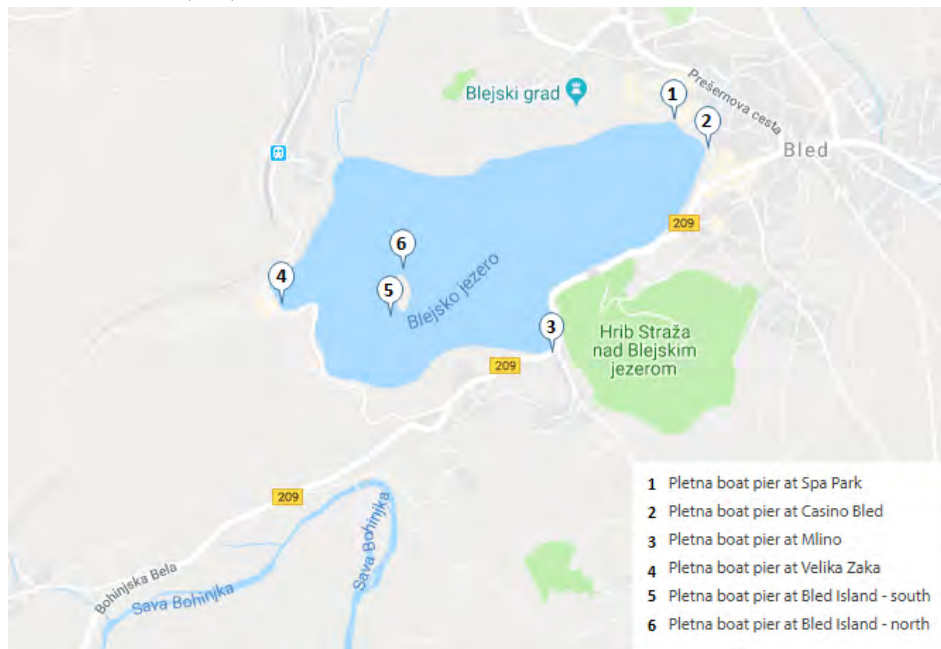 Blejski grad
1
2
Prešernova cesta
Bled
209
6
4
5
Blejsko jezero
3
Hrib Straža
nad Blejskim
jezerom
209
209
Sava Bohinjka
Bohinjska Bela
Sava Bohinjka
1 Pletna boat pier at Spa Park
2 Pletna boat pier at Casino Bled
3 Pletna boat pier at Mlino
4 Pletna boat pier at Velika Zaka
5 Pletna boat pier at Bled Island - south
6 Pletna boat pier at Bled Island - north